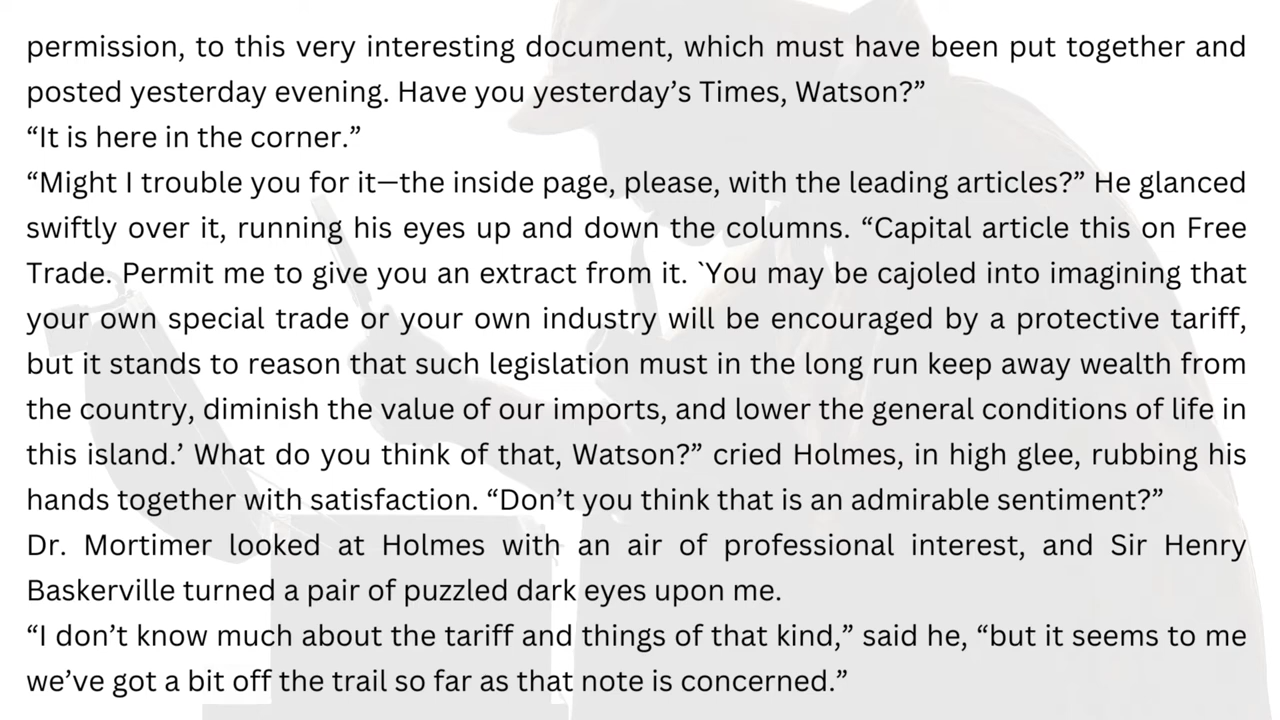 permission, to this very interesting document, which must have been put together and
posted yesterday evening. Have you yesterday’s Times, Watson?”
“It is here in the corner.”
“Might I trouble you for it—the inside page, please, with the leading articles?” He glanced
swiftly over it, running his eyes up and down the columns. “Capital article this on Free
Trade. Permit me to give you an extract from it. `You may be cajoled into imagining that
your own special trade or your own industry will be encouraged by a protective tariff,
but it stands to reason that such legislation must in the long run keep away wealth from
the country, diminish the value of our imports, and lower the general conditions of life in
this island.’ What do you think of that, Watson?” cried Holmes, in high glee, rubbing his
hands together with satisfaction. “Don’t you think that is an admirable sentiment?”
Dr. Mortimer looked at Holmes with an air of professional interest, and Sir Henry
Baskerville turned a pair of puzzled dark eyes upon me.
“I don’t know much about the tariff and things of that kind,” said he, “but it seems to me
we’ve got a bit off the trail so far as that note is concerned.”